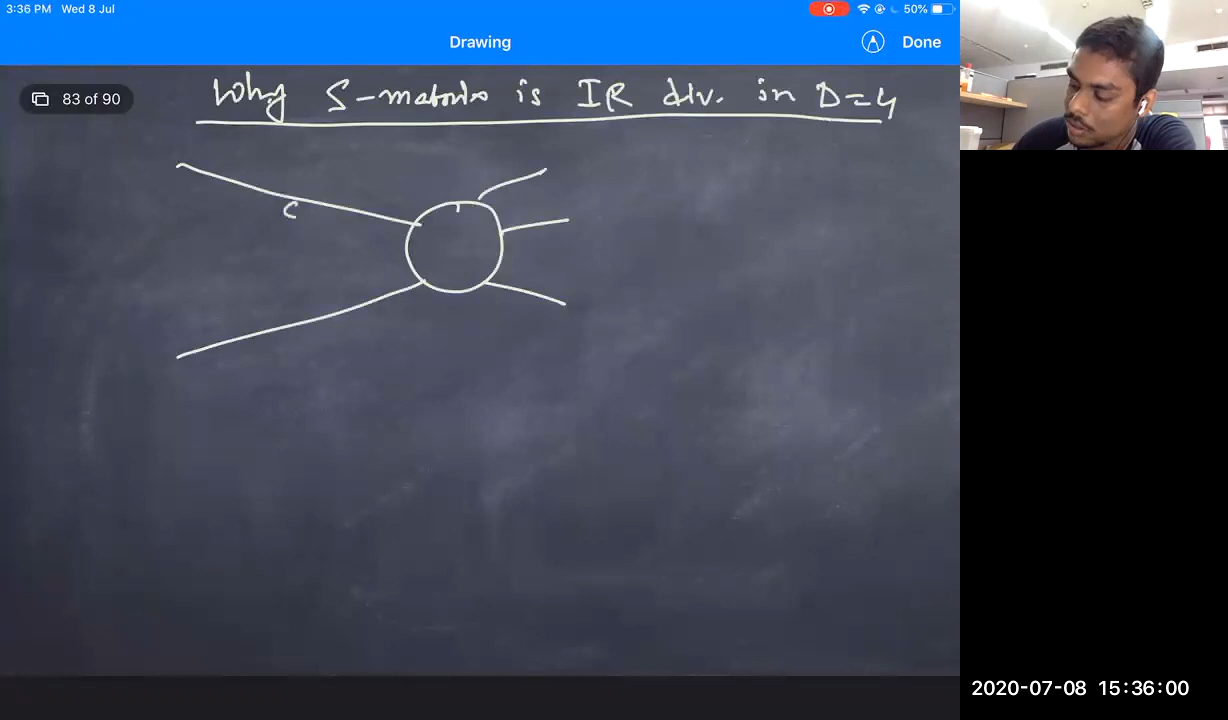 3:36 PM Wed 8 Jul
50%
Drawing
Done
83 of 90
Why S-matrix is IR div. in D=4
c
2020-07-08 15:36:00